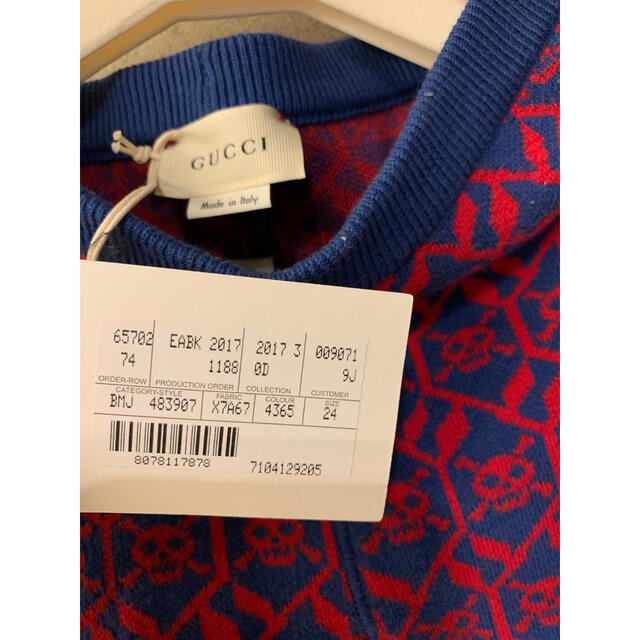 GUCCI
Made in Italy
65702 EABK 2017 2017 3 009071
74 1188 0D 9J
ORDER-ROW PRODUCTION ORDER COLLECTION CUSTOMER
CATEGORY-STYLE FABRIC COLOUR SIZE
BMJ 483907 X7A67 4365 24
8078117878 7104129205